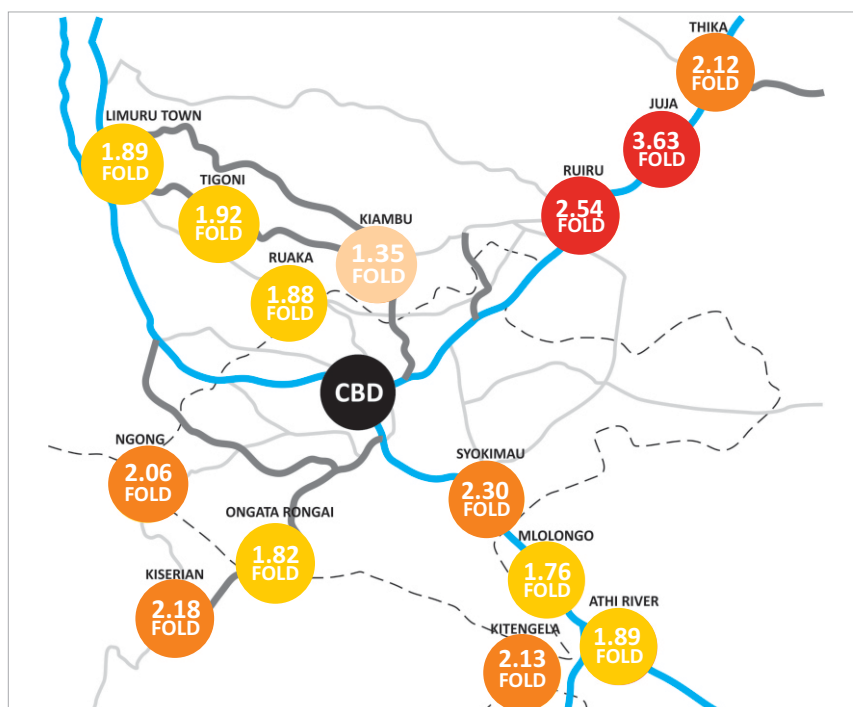 THIKA
2.12
FOLD
JUJA
3.63
FOLD
LIMURU TOWN
1.89
FOLD
RUIRU
2.54
FOLD
TIGONI
1.92
FOLD
KIAMBU
1.35
FOLD
RUAKA
1.88
FOLD
CBD
NGONG
2.06
FOLD
SYOKIMAU
2.30
FOLD
ONGATA RONGAI
1.82
FOLD
MLOLONGO
1.76
FOLD
KISERIAN
2.18
FOLD
ATHI RIVER
1.89
FOLD
KITENGELA
2.13
FOLD